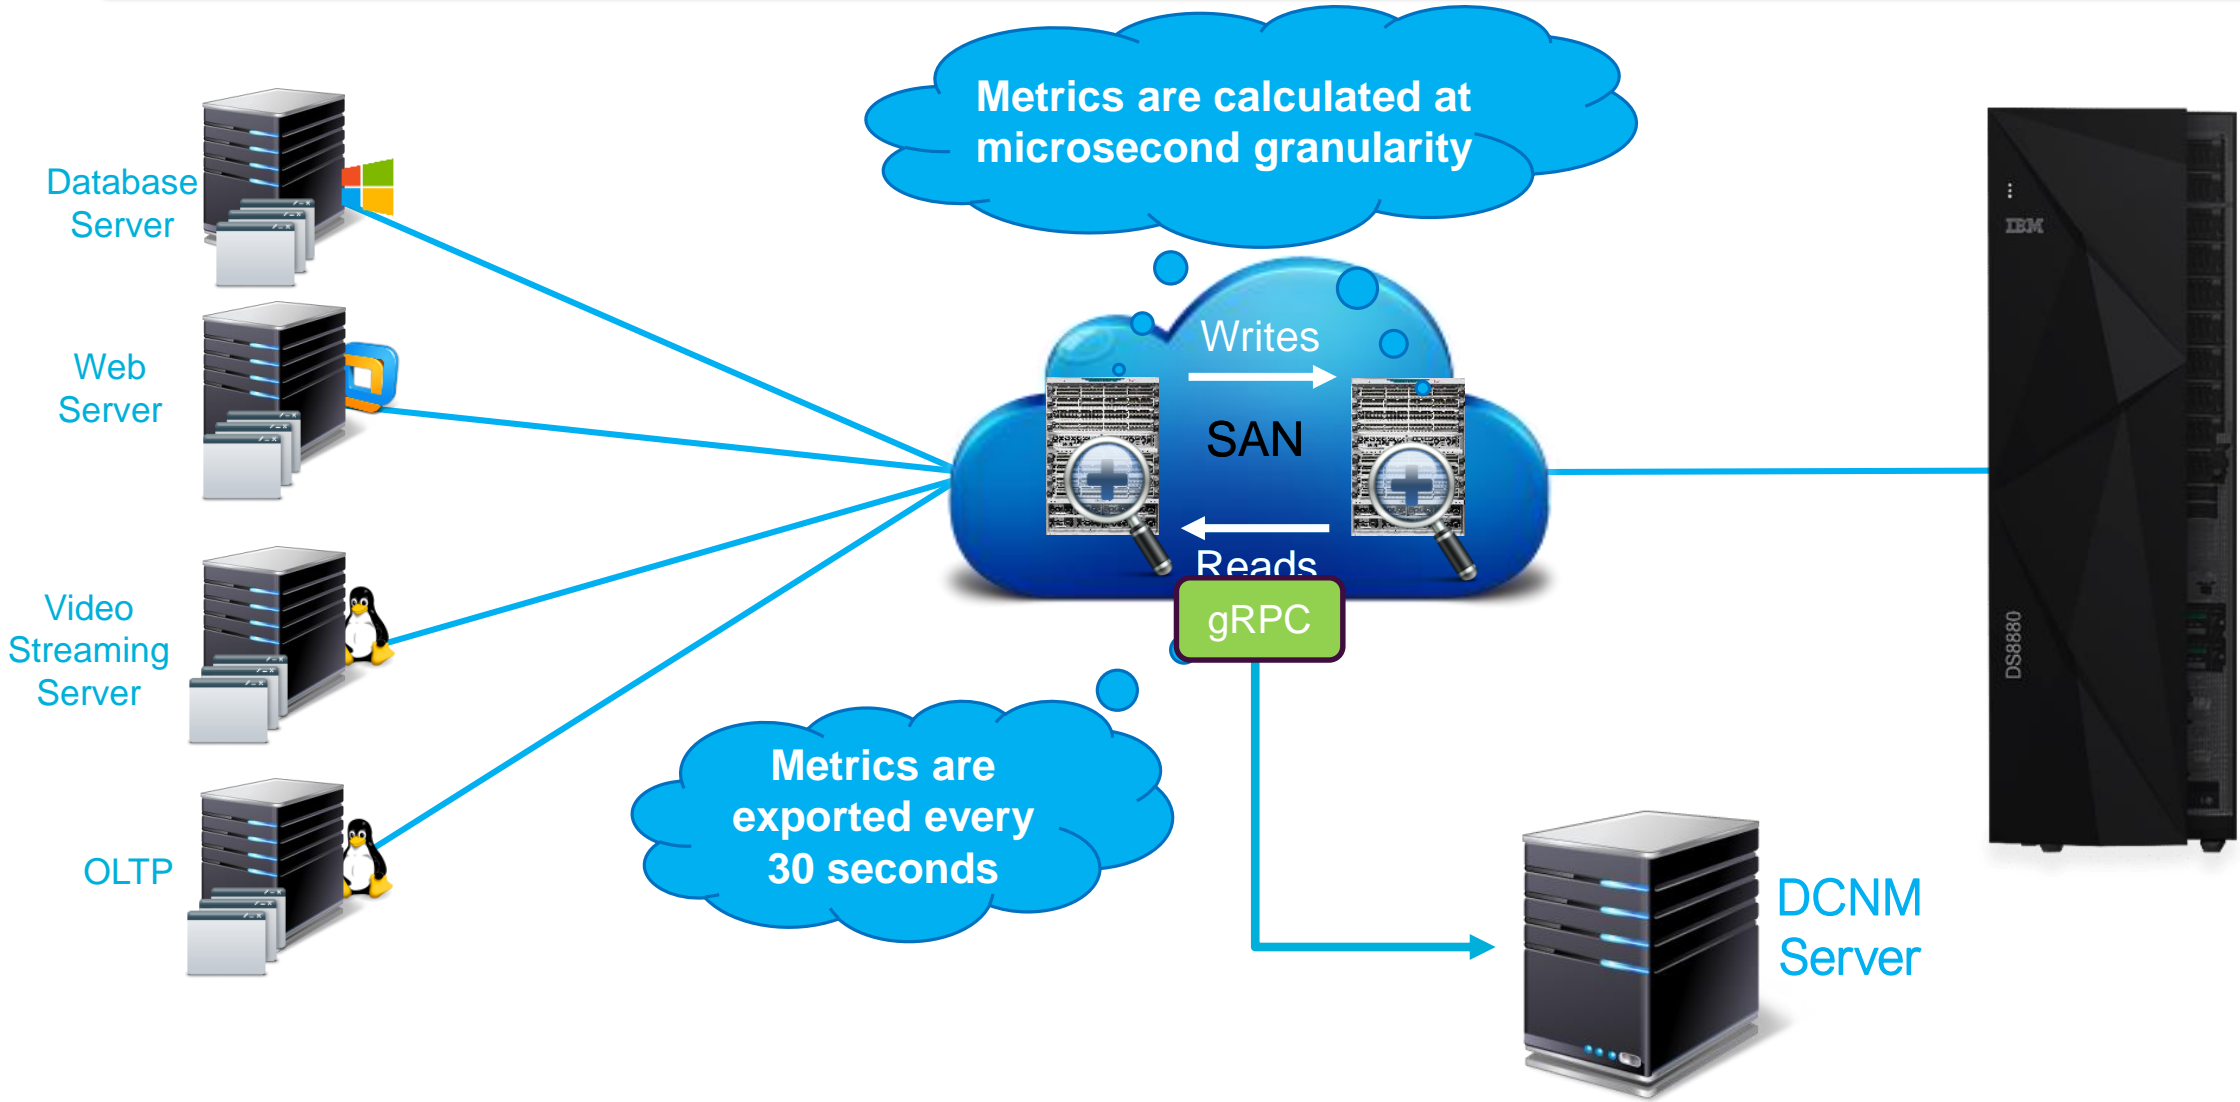 Metrics are calculated at
microsecond granularity
Database
Server
IBM
Writes
Web
Server
SAN
Reads
gRPC
Video
Streaming
Server
DS8880
Metrics are
exported every
30 seconds
OLTP
DCNM
Server